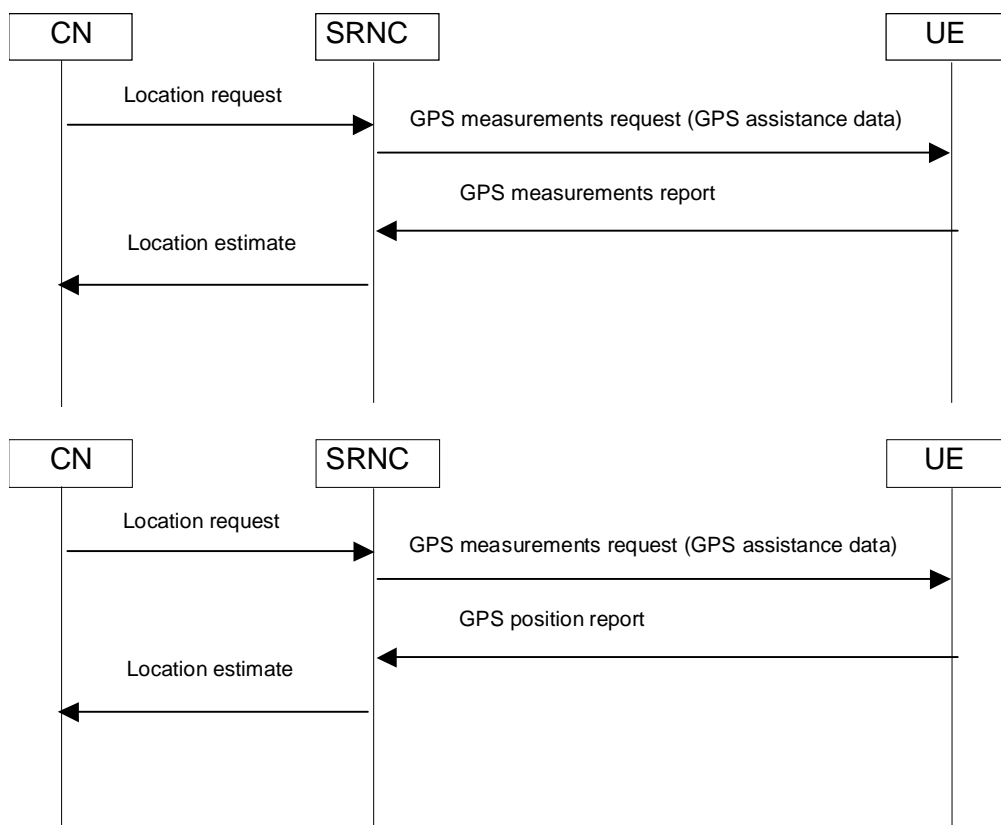 CN
SRNC
UE
Location request
GPS measurements request (GPS assistance data)
GPS measurements report
Location estimate
CN
SRNC
UE
Location request
GPS measurements request (GPS assistance data)
GPS position report
Location estimate